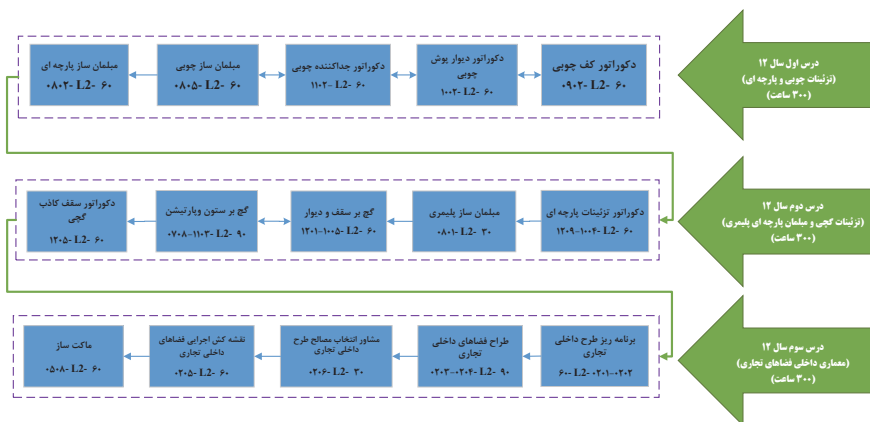 درس اول سال ۱۲
(تزئینات چوبی و پارچه ای)
(۳۰۰ ساعت)
دکوراتور کف چوبی
۰۹۰۲- L2- ۶۰
دکوراتور دیوار پوش
چوبی
۱۰۰۲- L2- ۶۰
دکوراتور جداکننده چوبی
۱۱۰۲- L2- ۶۰
مبلمان ساز چوبی
۰۸۰۵- L2- ۶۰
مبلمان ساز پارچه ای
۰۸۰۲- L2- ۶۰
درس دوم سال ۱۲
(تزئینات گچی و مبلمان پارچه ای پلیمری)
(۳۰۰ ساعت)
دکوراتور تزئینات پارچه ای
۱۲۰۹-۱۰۰۴- L2- ۶۰
مبلمان ساز پلیمری
۰۸۰۱- L2- ۳۰
گچ بر سقف و دیوار
۱۲۰۱-۱۰۰۵- L2- ۶۰
گچ بر ستون وپارتیشن
۰۷۰۸-۱۱۰۳- L2- ۹۰
دکوراتور سقف کاذب
گچی
۱۲۰۵- L2- ۶۰
درس سوم سال ۱۲
(معماری داخلی فضاهای تجاری)
(۳۰۰ ساعت)
برنامه ریز طرح داخلی
تجاری
۶۰- L2- ۰۲۰۱-۰۲۰۲
طراح فضاهای داخلی
تجاری
۰۲۰۳-۰۲۰۴- L2- ۹۰
مشاور انتخاب مصالح طرح
داخلی تجاری
۰۲۰۶- L2- ۳۰
نقشه کش اجرایی فضاهای
داخلی تجاری
۰۲۰۵- L2- ۶۰
ماکت ساز
۰۵۰۸- L2- ۶۰